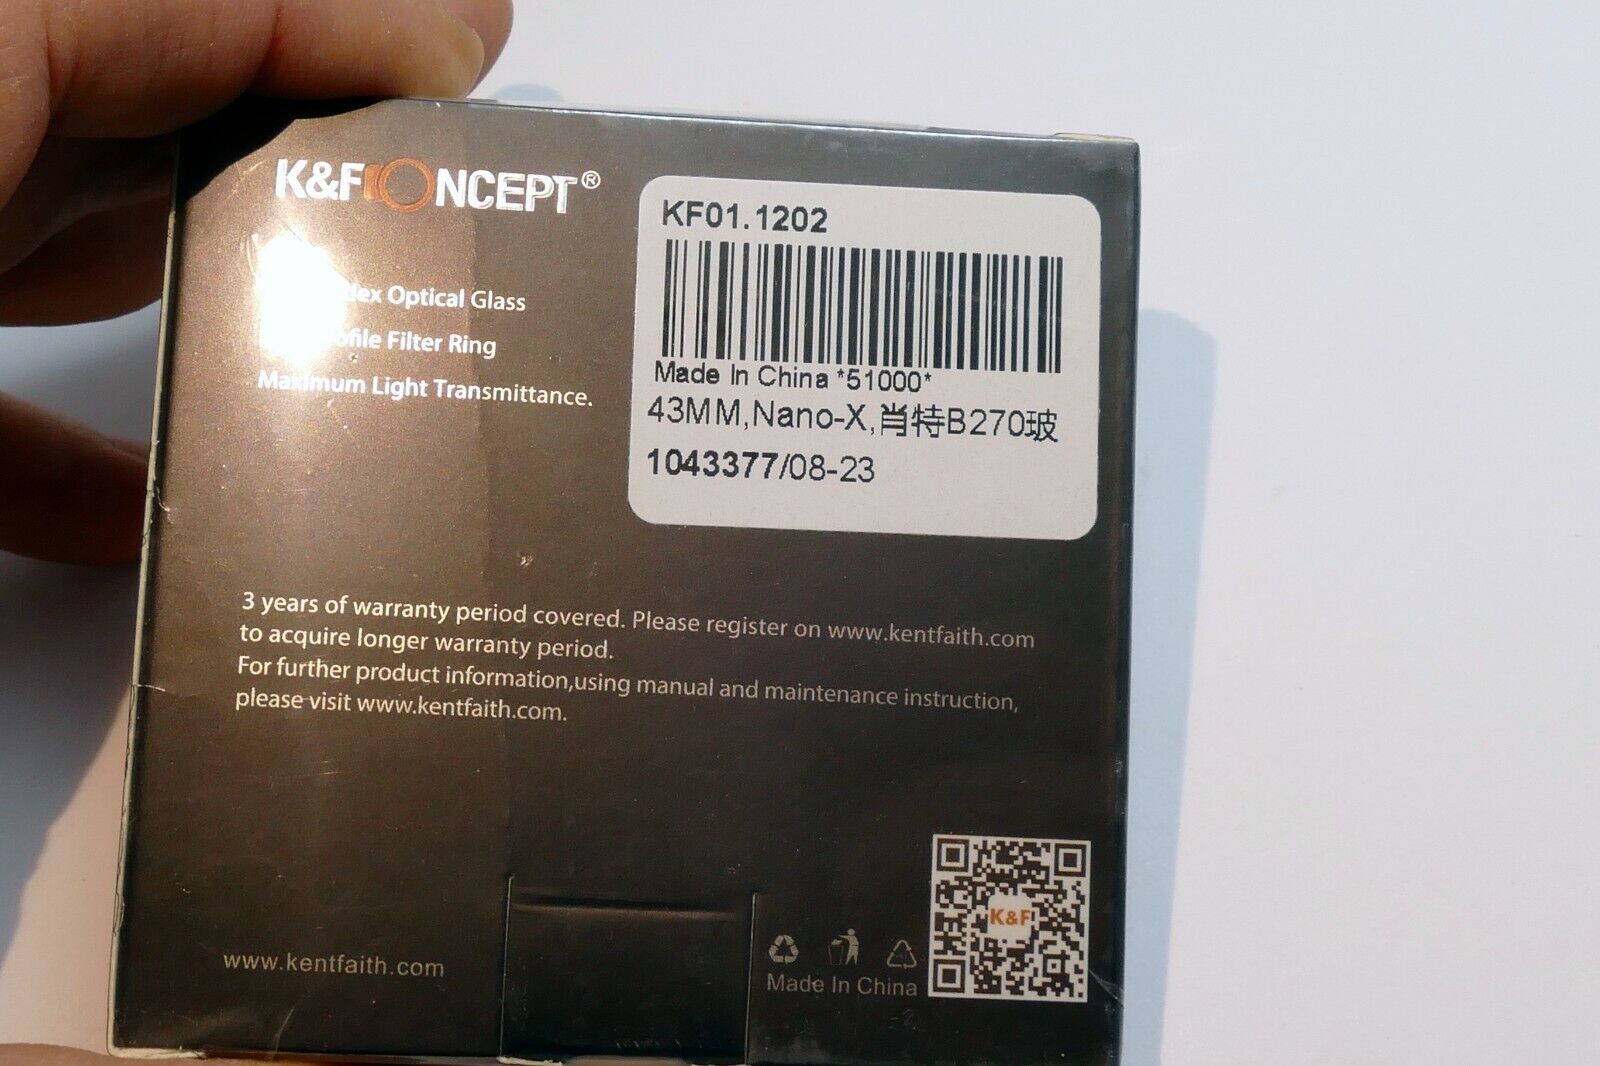 K&F CONCEPT®
Optical Glass
Filter Ring
Maximum Light Transmittance.
KF01.1202
Made In China *51000*
43MM,Nano-X,肖特B270玻
1043377/08-23
3 years of warranty period covered. Please register on www.kentfaith.com
to acquire longer warranty period.
For further product information,using manual and maintenance instruction,
please visit www.kentfaith.com.
www.kentfaith.com
Made In China
K&F